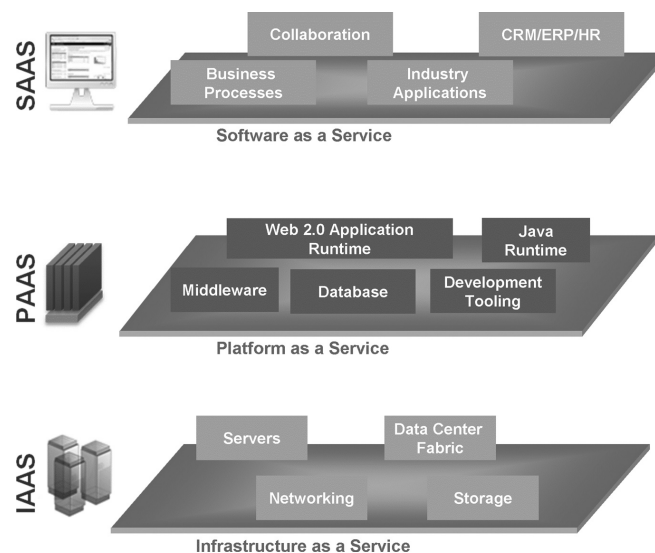 SAAS
Collaboration
CRM/ERP/HR
Business
Processes
Industry
Applications
Software as a Service
PAAS
Web 2.0 Application
Runtime
Java
Runtime
Middleware
Database
Development
Tooling
Platform as a Service
IAAS
Servers
Data Center
Fabric
Networking
Storage
Infrastructure as a Service